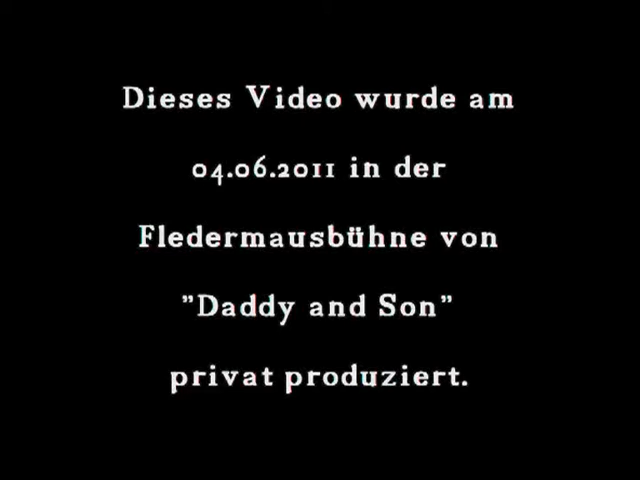 Dieses Video wurde am
04.06.2011 in der
Fledermausbühne von
"Daddy and Son"
privat produziert.